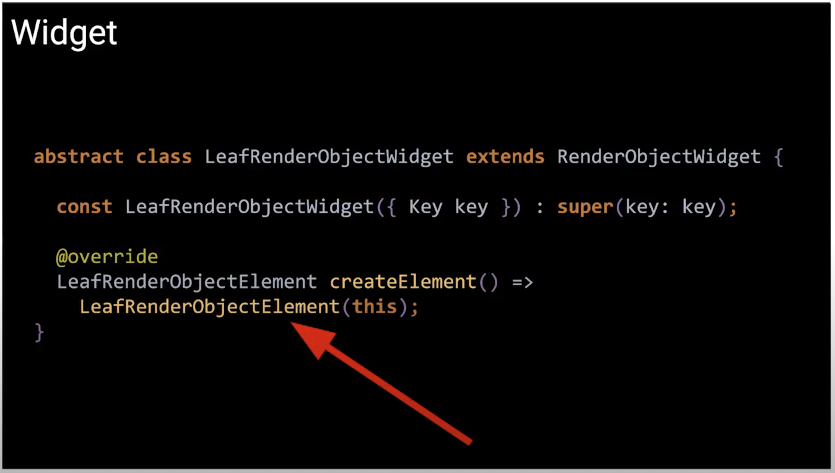 Widget
abstract class LeafRenderObjectWidget extends RenderObjectWidget {
const LeafRenderObjectWidget({ Key key }) : super(key: key);
@override
LeafRenderObjectElement createElement() =>
LeafRenderObjectElement(this);
}